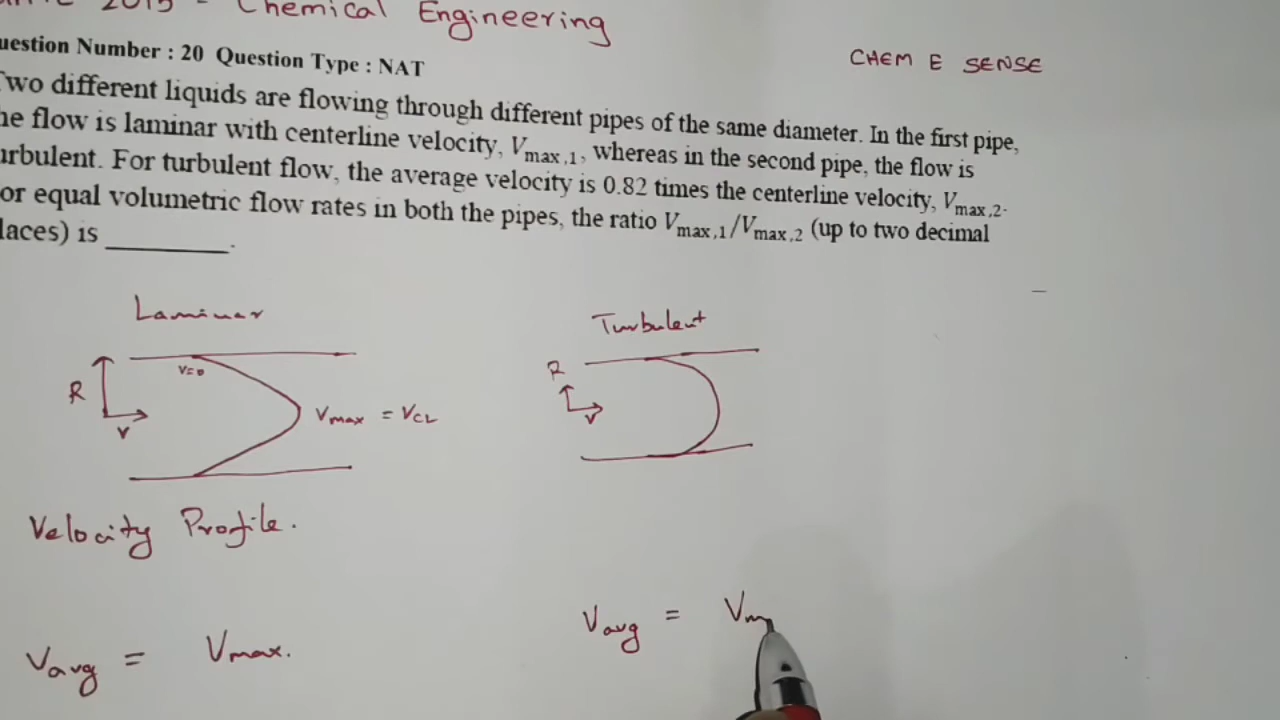 2015 - Chemical Engineering
CHEM E SENSE
uestion Number : 20 Question Type : NAT
Two different liquids are flowing through different pipes of the same diameter. In the first pipe,
he flow is laminar with centerline velocity, Vmax,1, whereas in the second pipe, the flow is
urbulent. For turbulent flow, the average velocity is 0.82 times the centerline velocity, Vmax,2.
or equal volumetric flow rates in both the pipes, the ratio Vmax,1/Vmax,2 (up to two decimal
laces) is ________.
Laminar
Turbulent
R
V=0
Vmax = VCL
V
R
V
Velocity Profile.
Vavg = Vmax.
Vavg = Vm